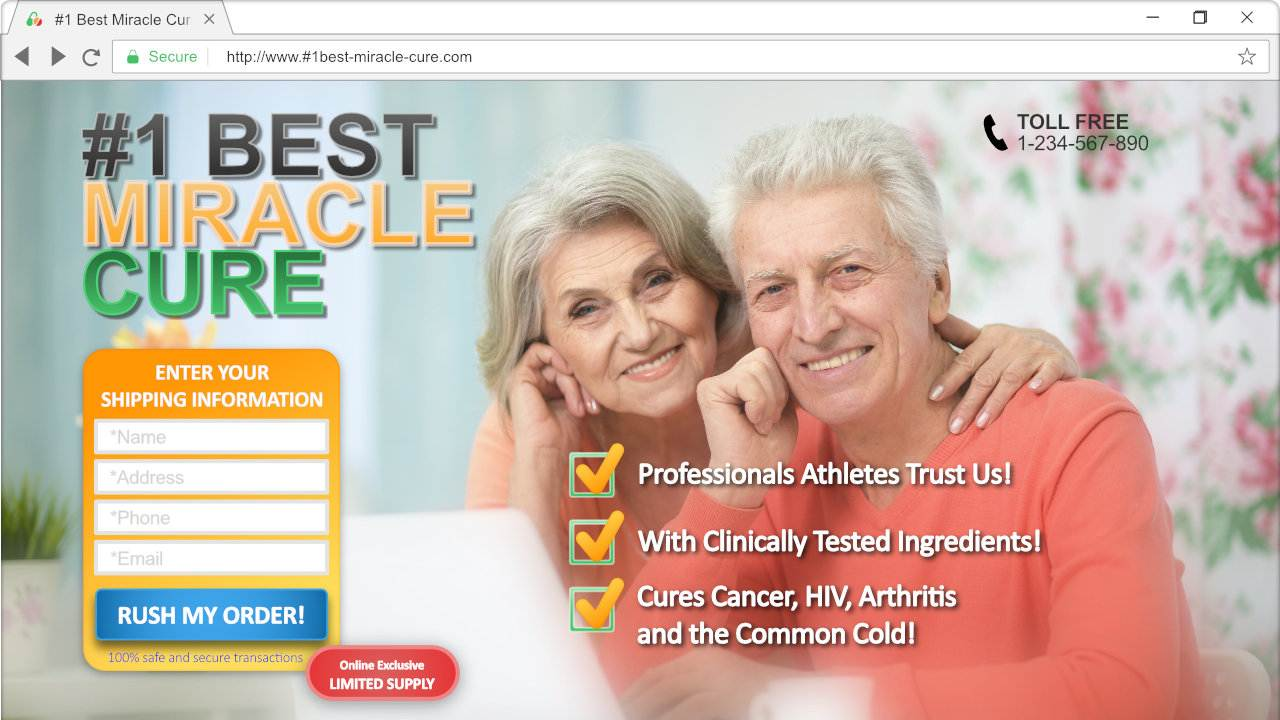 #1 Best Miracle Cur
Secure
http://www.#1best-miracle-cure.com
#1 BEST
MIRACLE
CURE
TOLL FREE
1-234-567-890
ENTER YOUR
SHIPPING INFORMATION
*Name
*Address
*Phone
*Email
RUSH MY ORDER!
100% safe and secure transactions
Online Exclusive
LIMITED SUPPLY
Professionals Athletes Trust Us!
With Clinically Tested Ingredients!
Cures Cancer, HIV, Arthritis
and the Common Cold!